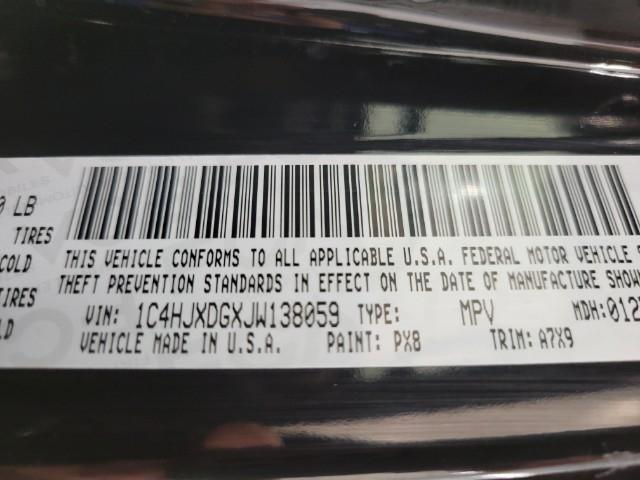 0 LB
TIRES
COLD
TIRES
LD
THIS VEHICLE CONFORMS TO ALL APPLICABLE U.S.A. FEDERAL MOTOR VEHICLE
THEFT PREVENTION STANDARDS IN EFFECT ON THE DATE OF MANUFACTURE SHOW
VIN: 1C4HJXDGXJW138059 TYPE: MPV MDH:012
VEHICLE MADE IN U.S.A. PAINT: PX8 TRIM: A7X9